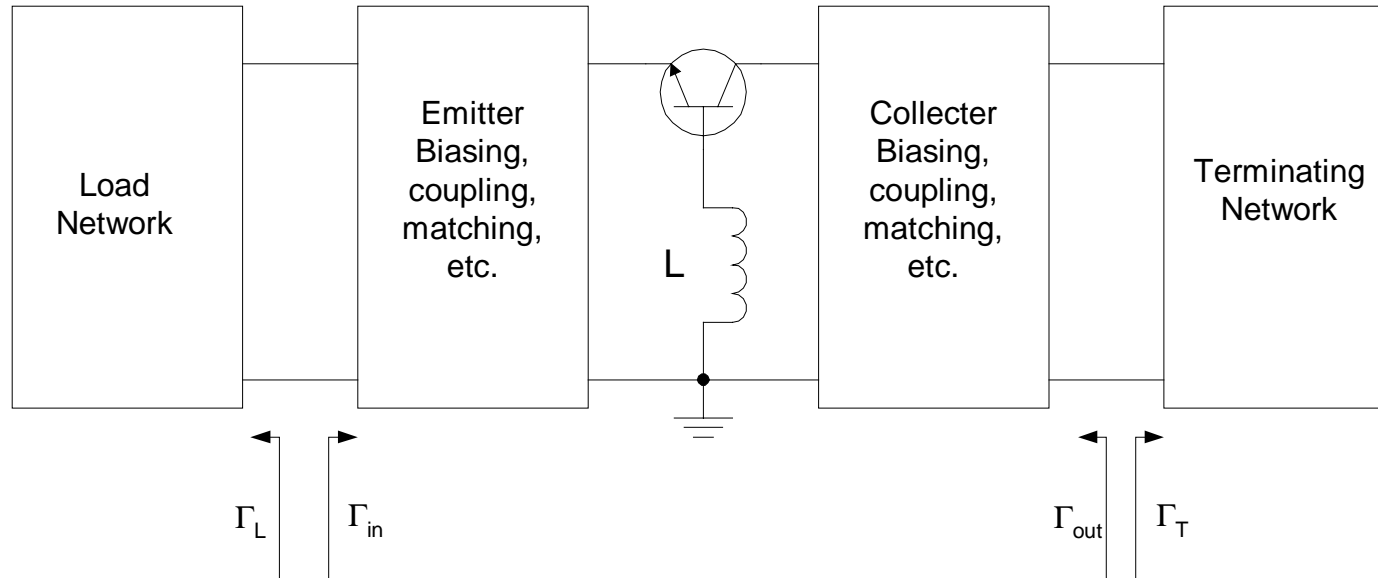 Load
Network
Emitter
Biasing,
coupling,
matching,
etc.
L
Collecter
Biasing,
coupling,
matching,
etc.
Terminating
Network
Γ_L
Γ_in
Γ_out
Γ_T